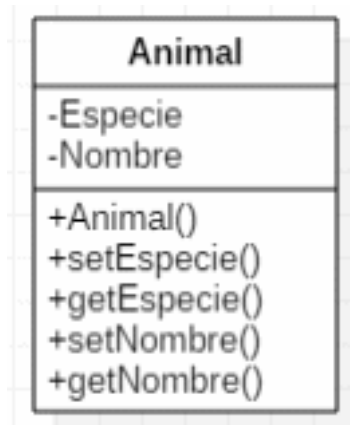 Animal
-Especie
-Nombre
+Animal()
+setEspecie()
+getEspecie()
+setNombre()
+getNombre()